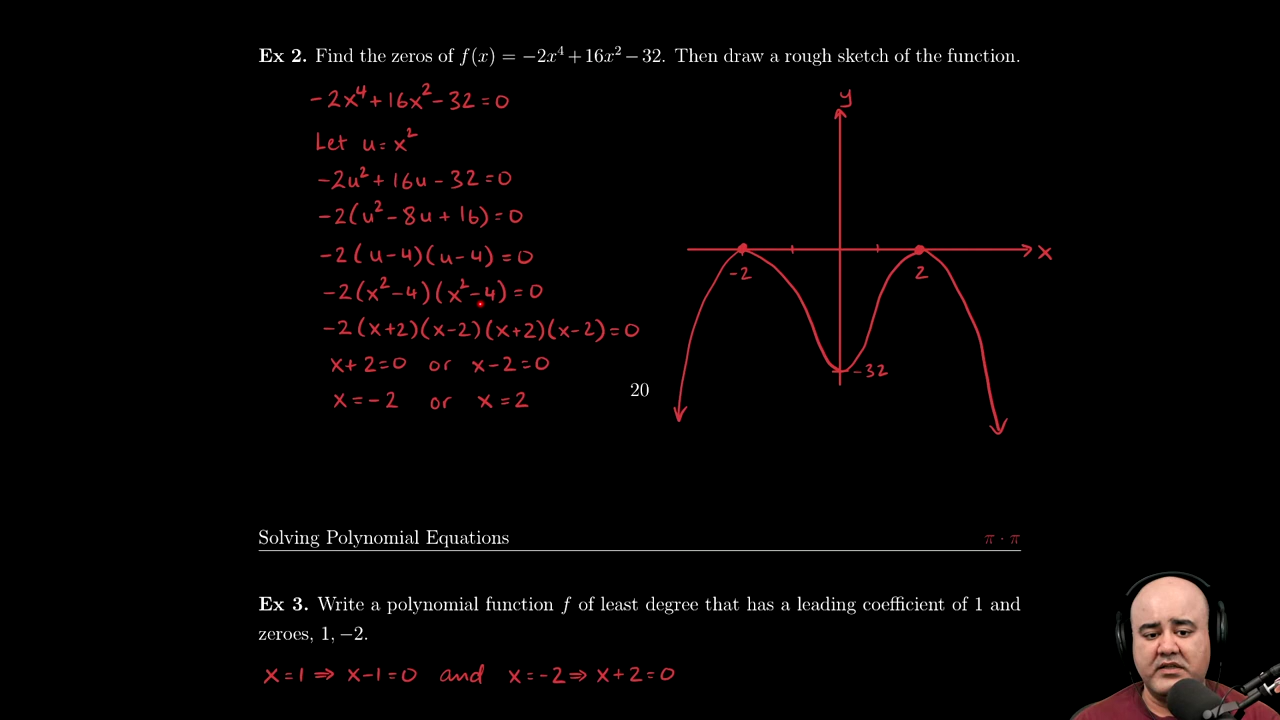 Ex 2. Find the zeros of f(x) = −2x⁴ + 16x² − 32. Then draw a rough sketch of the function.
-2x⁴ + 16x² - 32 = 0
Let u = x²
-2u² + 16u - 32 = 0
-2(u² - 8u + 16) = 0
-2(u-4)(u-4) = 0
-2(x²-4)(x²-4) = 0
-2(x+2)(x-2)(x+2)(x-2) = 0
x+2=0 or x-2=0
x=-2 or x=2
y
x
-2
2
-32
20
Solving Polynomial Equations π · π
Ex 3. Write a polynomial function f of least degree that has a leading coefficient of 1 and
zeroes, 1, −2.
x=1 ⇒ x-1=0 and x=-2 ⇒ x+2=0